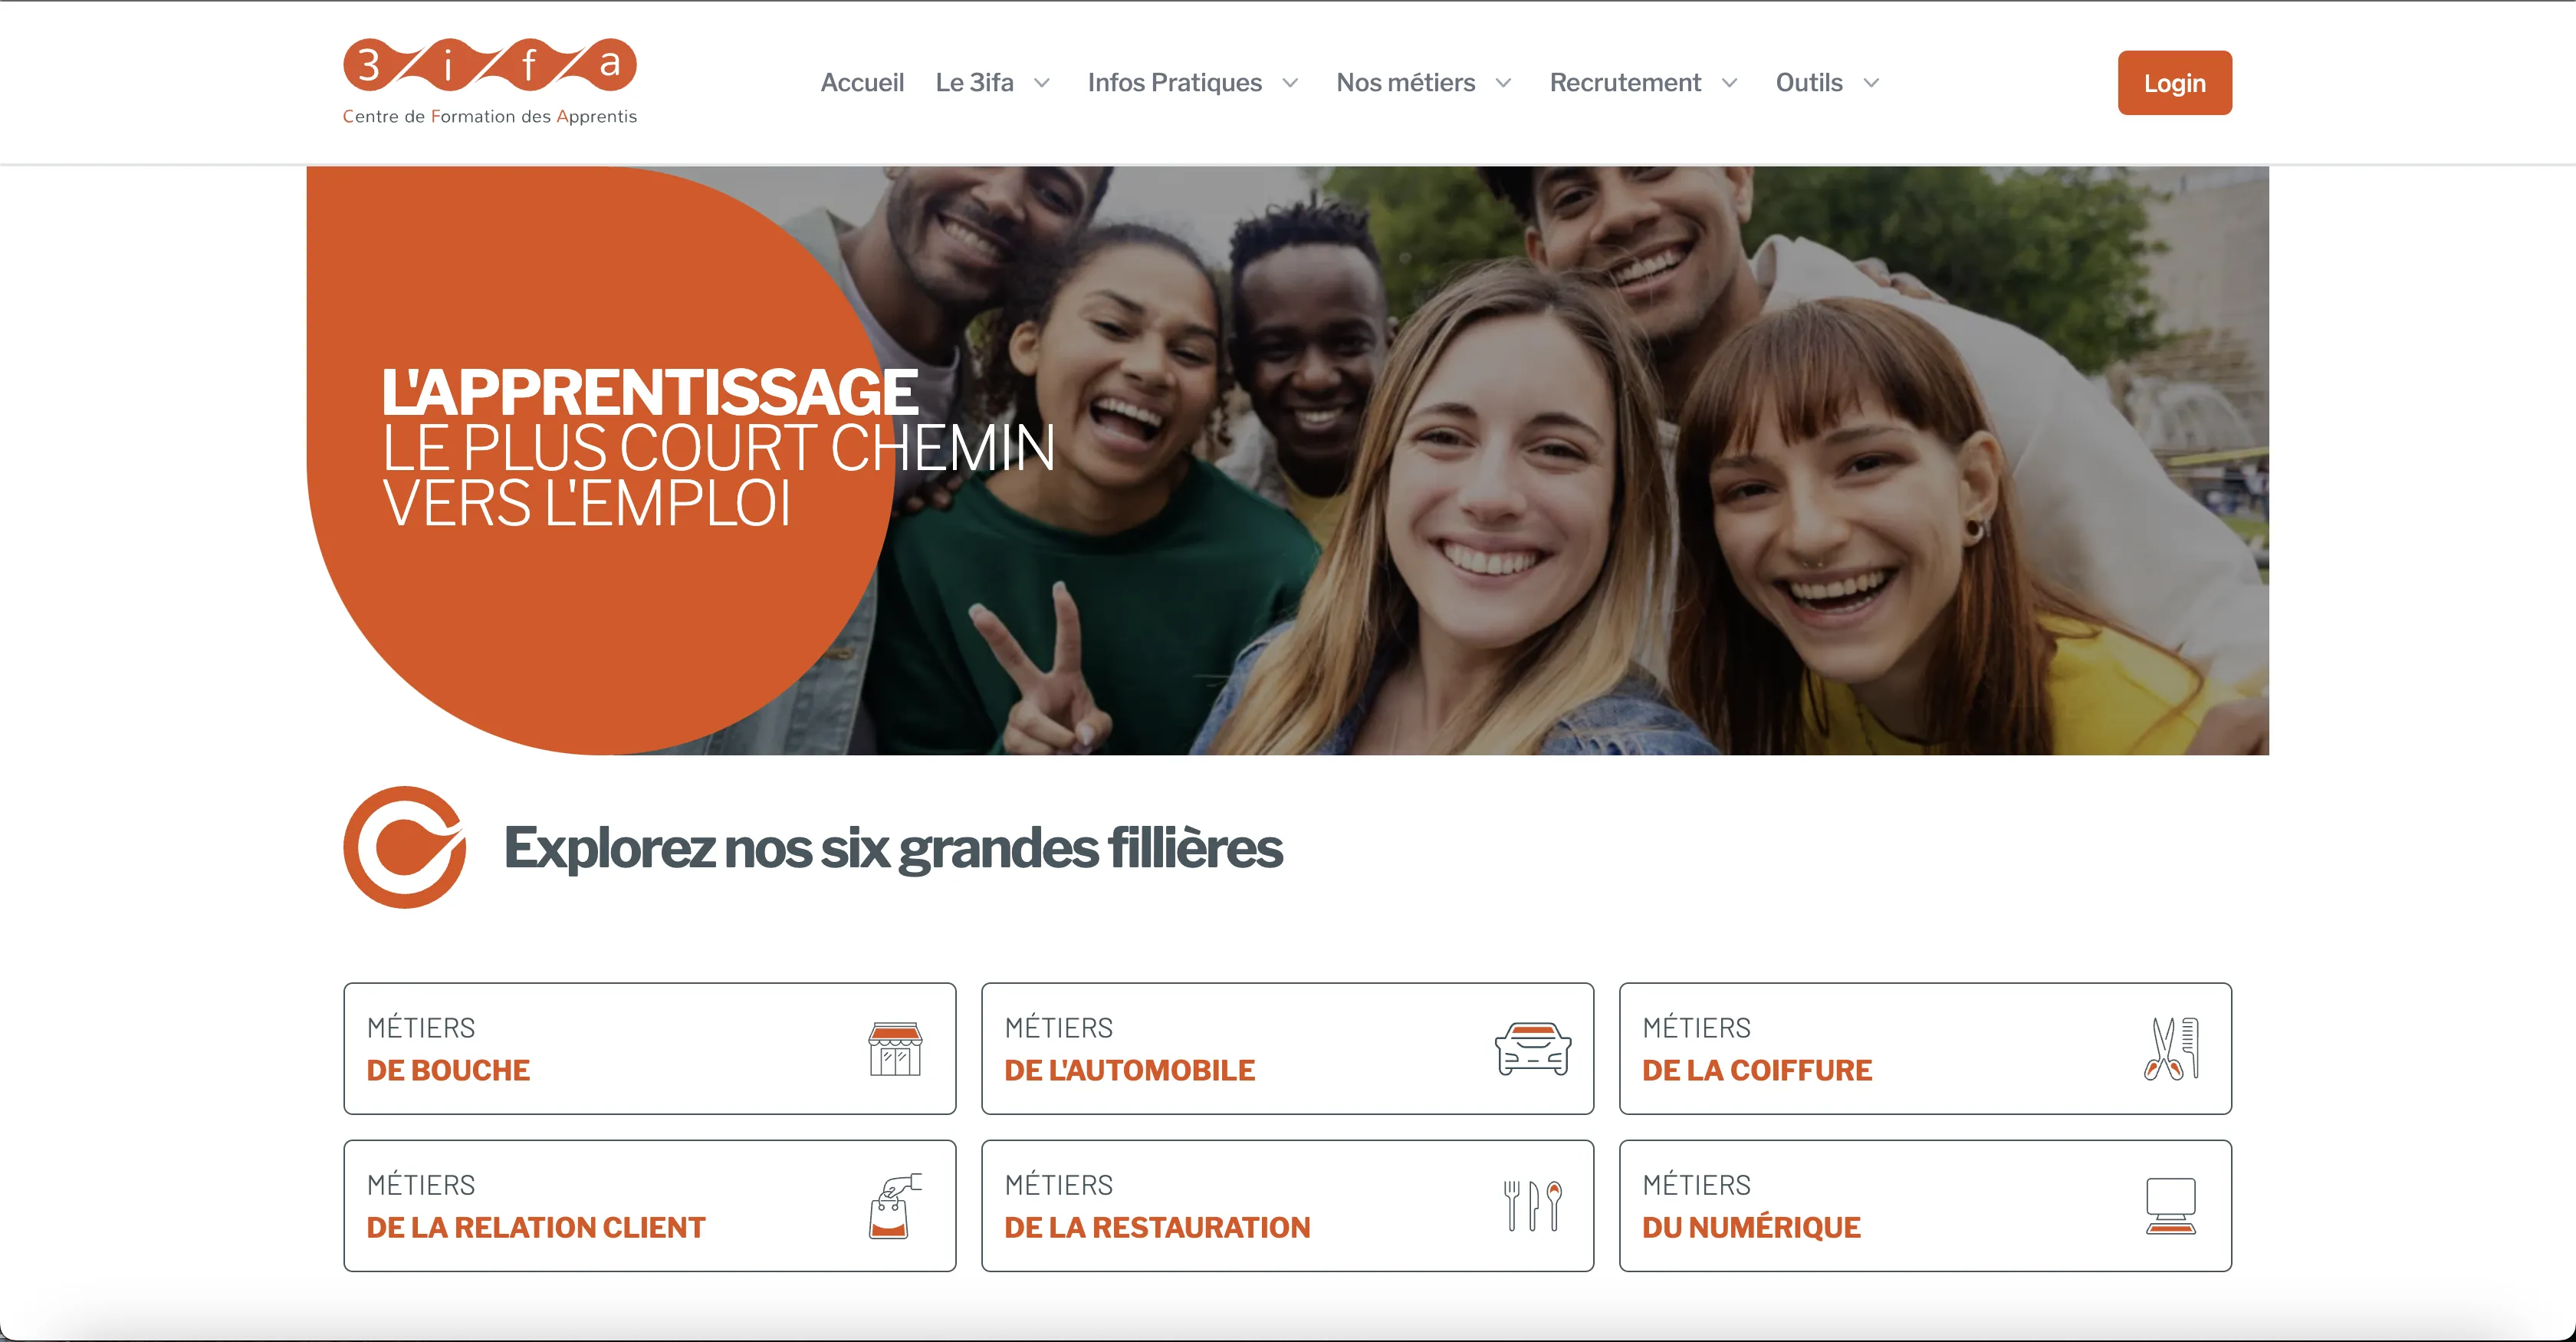 3 i f a
Centre de Formation des Apprentis
Accueil Le 3ifa Infos Pratiques Nos métiers Recrutement Outils Login
L'APPRENTISSAGE
LE PLUS COURT CHEMIN
VERS L'EMPLOI
Explorez nos six grandes fillières
MÉTIERS
DE BOUCHE
MÉTIERS
DE L'AUTOMOBILE
MÉTIERS
DE LA COIFFURE
MÉTIERS
DE LA RELATION CLIENT
MÉTIERS
DE LA RESTAURATION
MÉTIERS
DU NUMÉRIQUE